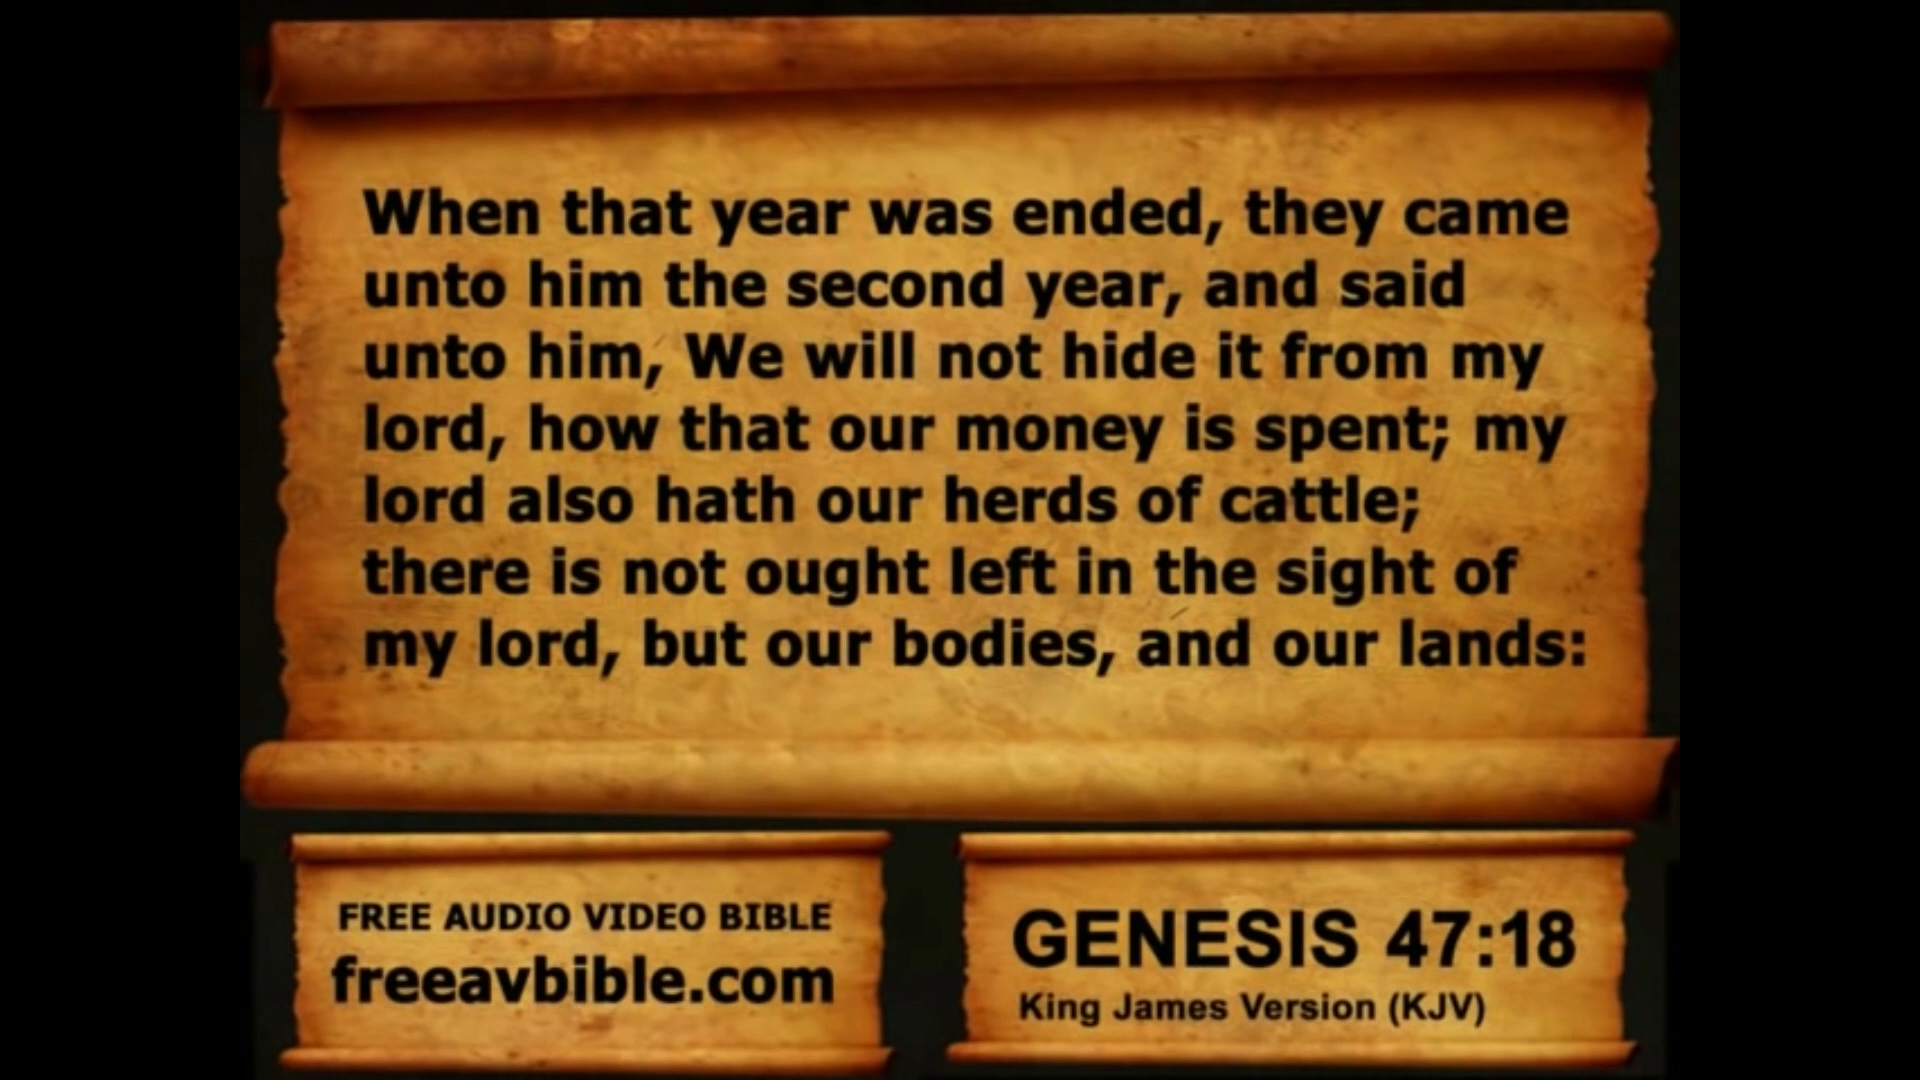 When that year was ended, they came
unto him the second year, and said
unto him, We will not hide it from my
lord, how that our money is spent; my
lord also hath our herds of cattle;
there is not ought left in the sight of
my lord, but our bodies, and our lands:
FREE AUDIO VIDEO BIBLE
freeavbible.com
GENESIS 47:18
King James Version (KJV)